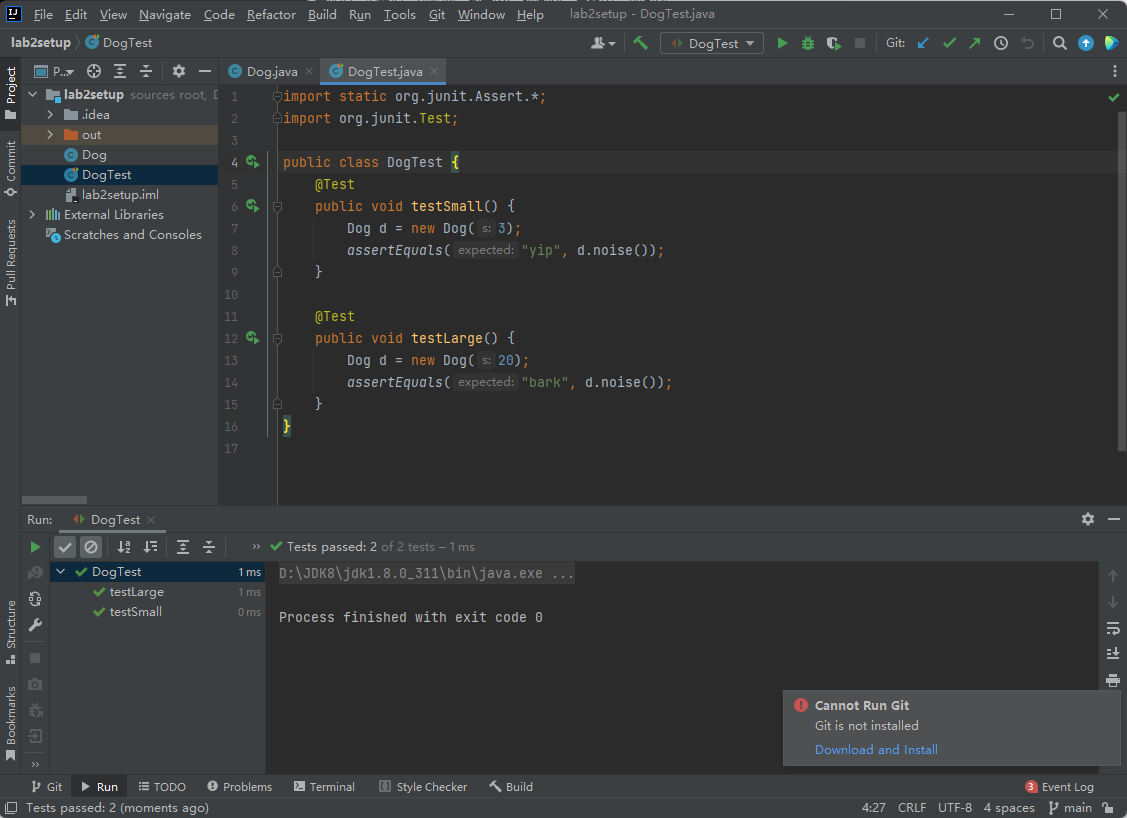 File Edit View Navigate Code Refactor Build Run Tools Git Window Help lab2setup - DogTest.java
lab2setup DogTest DogTest Git:
Project
Commit
Pull Requests
Structure
Bookmarks
P...
lab2setup sources root,
.idea
out
Dog
DogTest
lab2setup.iml
External Libraries
Scratches and Consoles
Dog.java DogTest.java
1 import static org.junit.Assert.*;
2 import org.junit.Test;
3
4 public class DogTest {
5 @Test
6 public void testSmall() {
7 Dog d = new Dog( s: 3);
8 assertEquals( expected: "yip", d.noise());
9 }
10
11 @Test
12 public void testLarge() {
13 Dog d = new Dog( s: 20);
14 assertEquals( expected: "bark", d.noise());
15 }
16 }
17
Run: DogTest
Tests passed: 2 of 2 tests – 1 ms
DogTest 1 ms
testLarge 1 ms
testSmall 0 ms
D:\JDK8\jdk1.8.0_311\bin\java.exe ...
Process finished with exit code 0
Cannot Run Git
Git is not installed
Download and Install
Git Run TODO Problems Terminal Style Checker Build 3 Event Log
Tests passed: 2 (moments ago) 4:27 CRLF UTF-8 4 spaces main